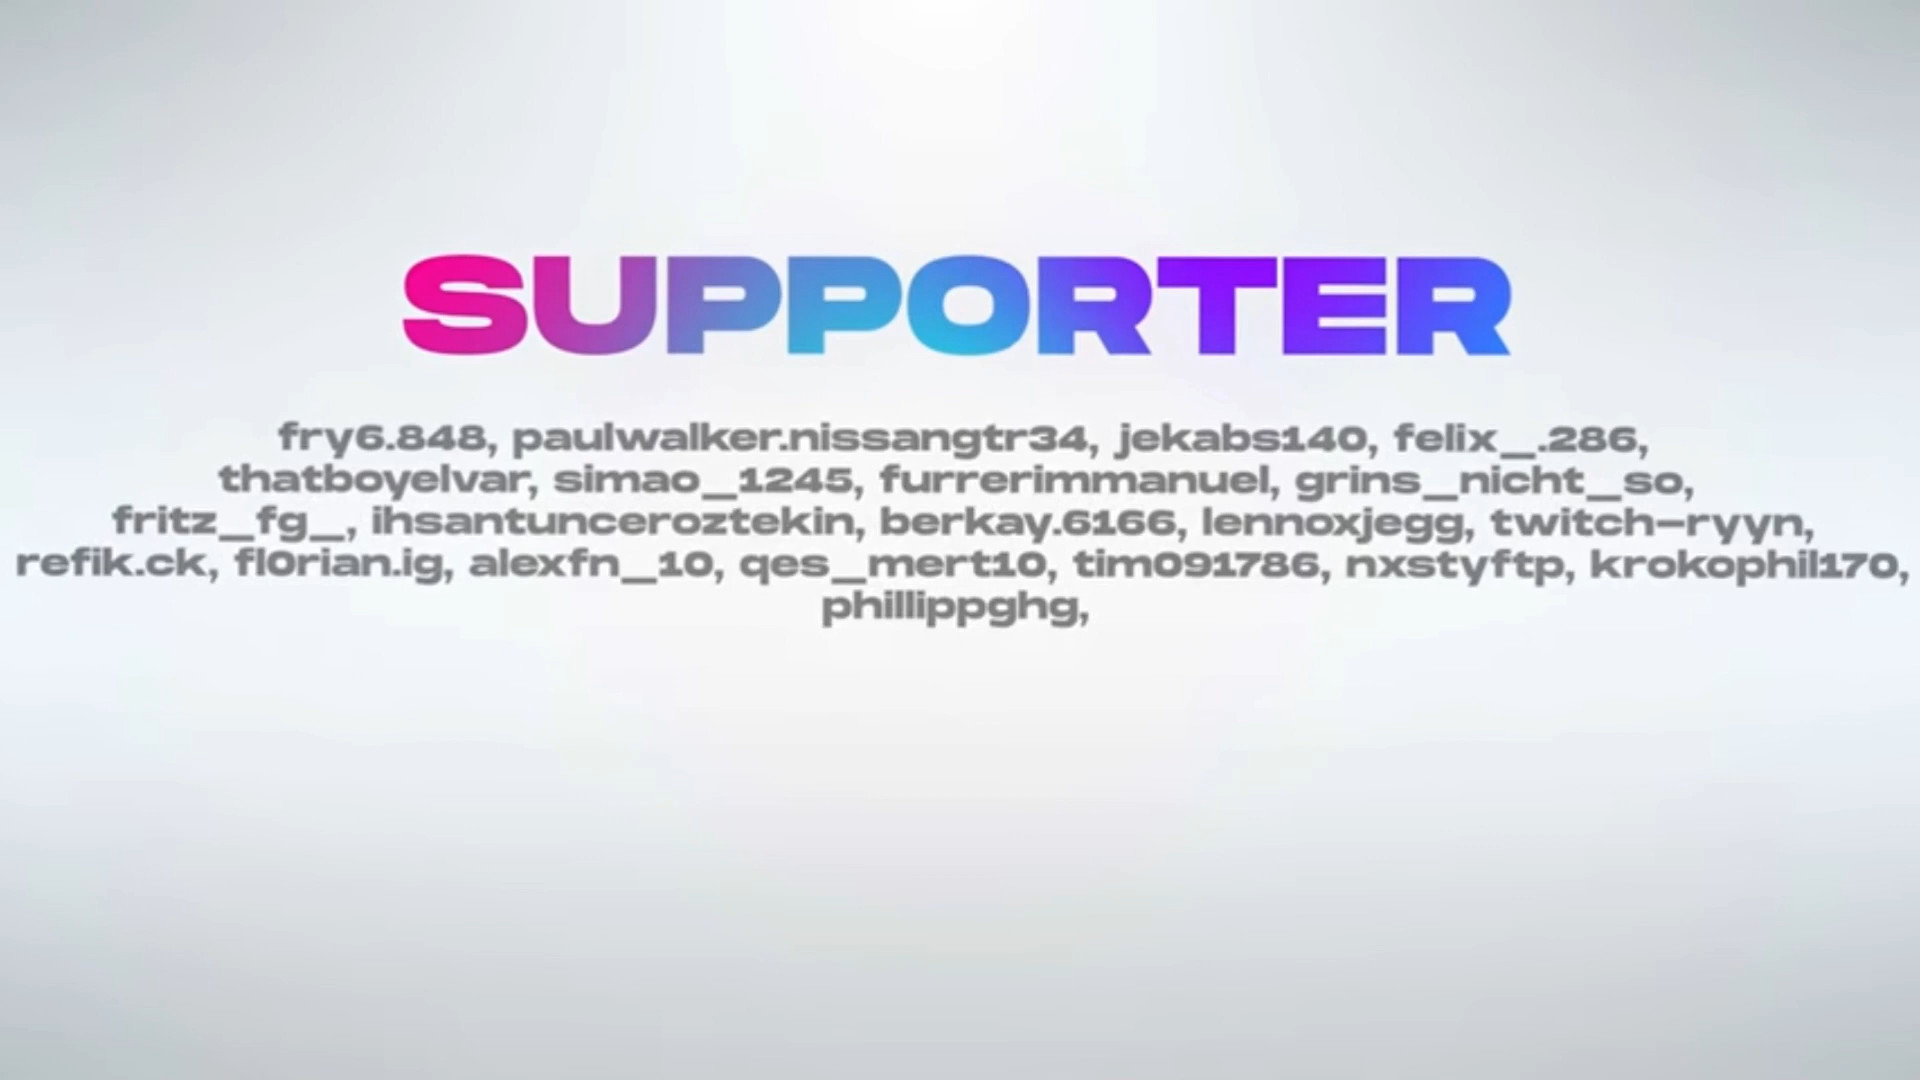 SUPPORTER
fry6.848, paulwalker.nissangtr34, jekabs140, felix__.286,
thatboyelvar, simao_1245, furrerimmanuel, grins_nicht_so,
fritz_fg_, ihsantunceroztekin, berkay.6166, lennoxjegg, twitch-ryyn,
refik.ck, fl0rian.ig, alexfn_10, qes_mert10, tim091786, nxstyftp, krokophil170,
phillippghg,